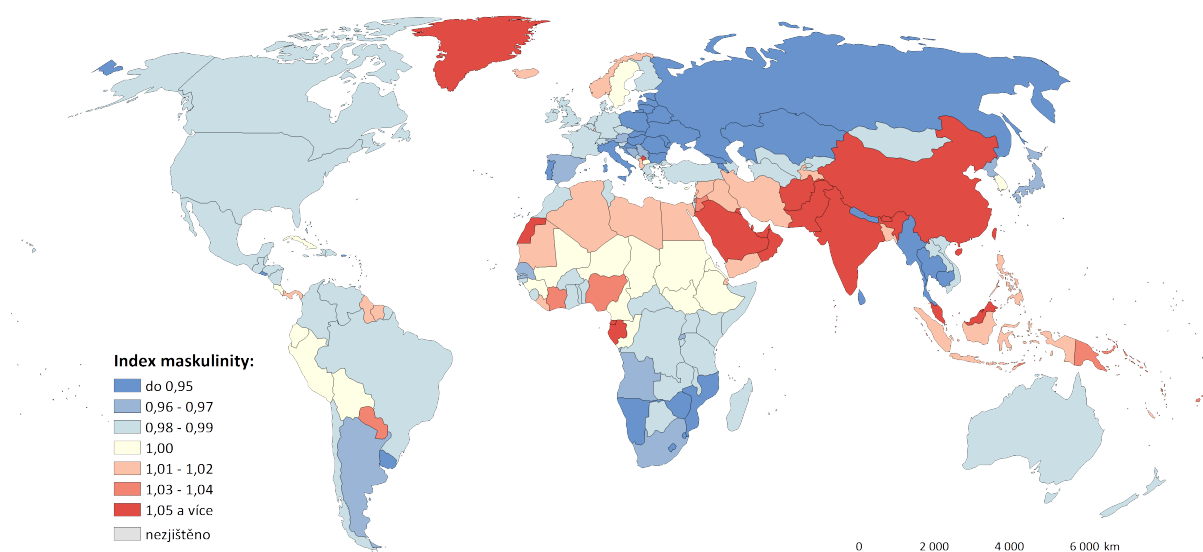 Index maskulinity:
do 0,95
0,96 - 0,97
0,98 - 0,99
1,00
1,01 - 1,02
1,03 - 1,04
1,05 a více
nezjištěno
0 2 000 4 000 6 000 km